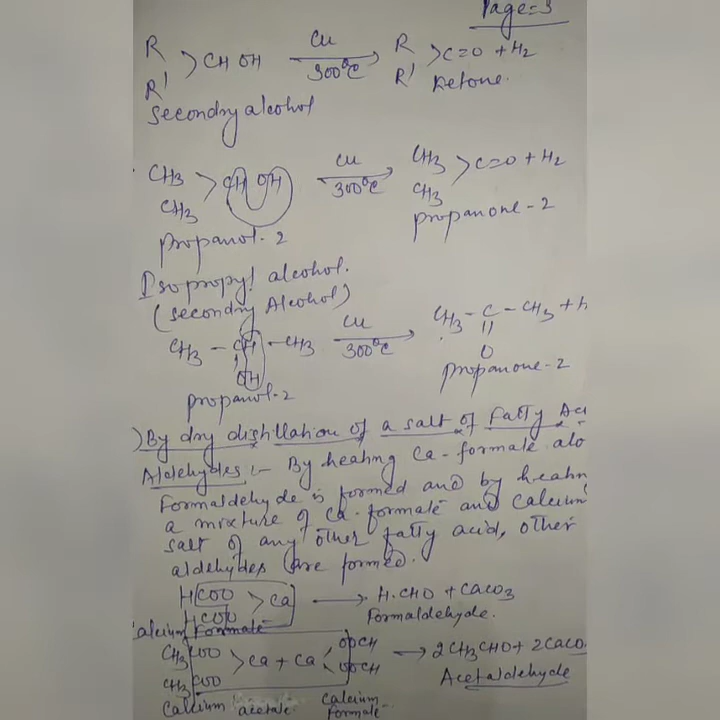 Page=3
R
R' >CH OH Cu 300°C R R' >C=O + H2
Secondry alcohol Ketone.
CH3 CH3 >CH OH Cu 300°C CH3 CH3 >C=O + H2
propanol-2 propanone-2
Isopropyl alcohol.
(secondry Alcohol)
CH3 - CH - CH3 Cu 300°C CH3 - C - CH3 + H
OH O
propanol-2 propanone-2
) By dry distillation of a salt of Fatty Ac
Aldehydes :- By heating Ca-formate alo
Formaldehyde is formed and by heatin
a mixture of Ca-formate and Calcium
salt of any other fatty acid, other
aldehydes are formed.
HCOO HCOO >Ca → H.CHO + CaCO3
Calcium Formate Formaldehyde.
CH3COO CH3COO >Ca + Ca< OOCH OOCH → 2CH3CHO + 2CaCO
Calcium acetate Calcium Formate Acetaldehyde